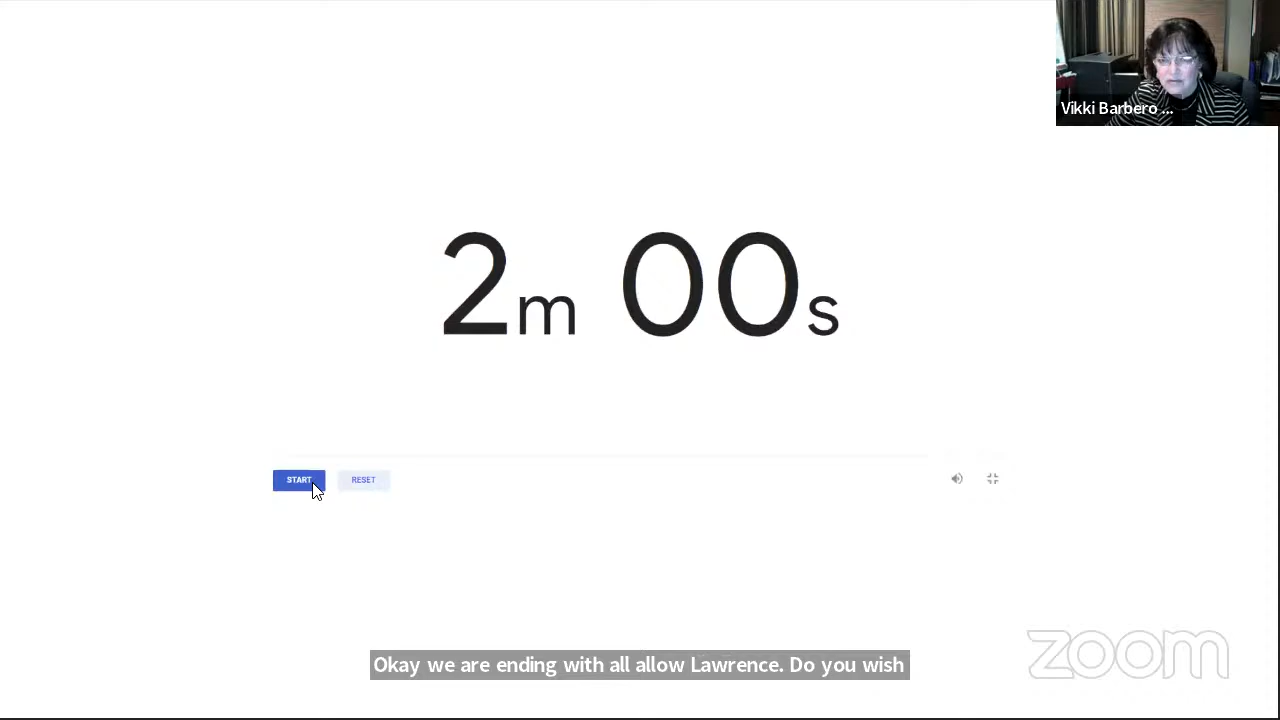 Vikki Barbero ...
2m 00s
START RESET
Okay we are ending with all allow Lawrence. Do you wish
zoom